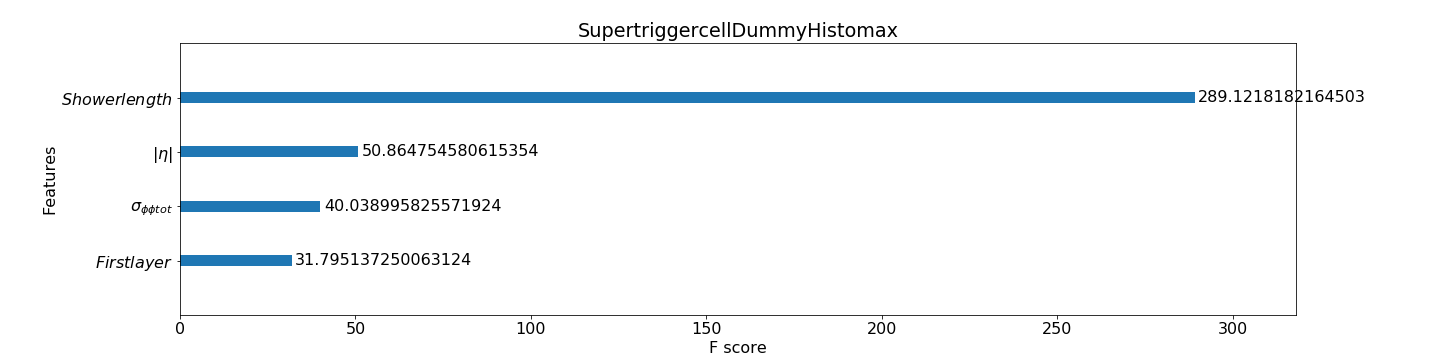 SupertriggercellDummyHistomax
Showerlength
289.1218182164503
|η|
50.864754580615354
σϕϕtot
40.038995825571924
Firstlayer
31.795137250063124
Features
0 50 100 150 200 250 300
F score